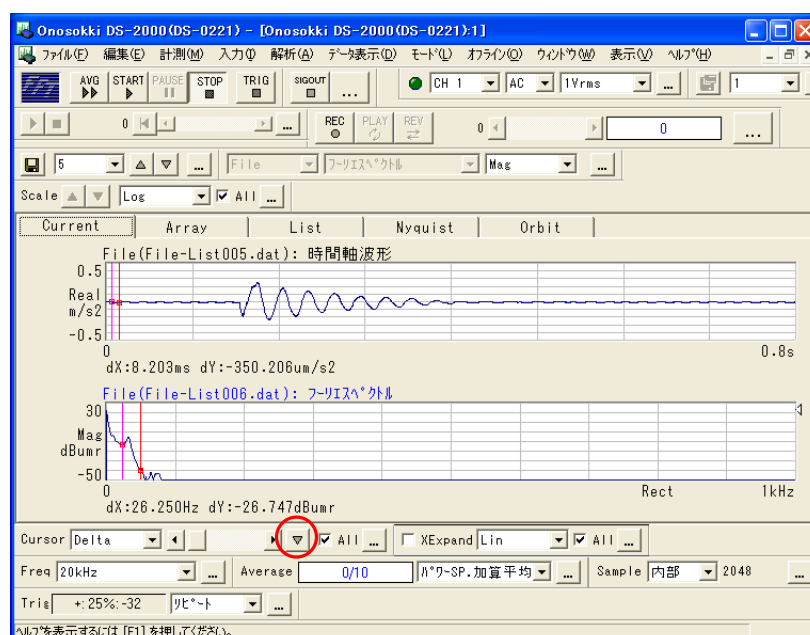 Onosokki DS-2000(DS-0221) - [Onosokki DS-2000(DS-0221):1]
ファイル(F) 編集(E) 計測(M) 入力(I) 解析(A) データ表示(D) モード(L) オフライン(O) ウィンドウ(W) 表示(V) ヘルプ(H)
AVG START PAUSE STOP TRIG SIGOUT ... CH 1 AC 1Vrms ... 1
0 ... REC PLAY REV 0 0 ...
5 ... File フーリエスペクトル Mag ...
Scale Log All ...
Current Array List Nyquist Orbit
File(File-List005.dat): 時間軸波形
0.5
Real
m/s2
-0.5
0 0.8s
dX:8.203ms dY:-350.206um/s2
File(File-List006.dat): フーリエスペクトル
30
Mag
dBumr
-50
0 Rect 1kHz
dX:26.250Hz dY:-26.747dBumr
Cursor Delta All ... XExpand Lin All ...
Freq 20kHz ... Average 0/10 パワーSP.加算平均 ... Sample 内部 2048 ...
Trig +: 25%:-32 リピート ...
ヘルプを表示するには [F1] を押してください。